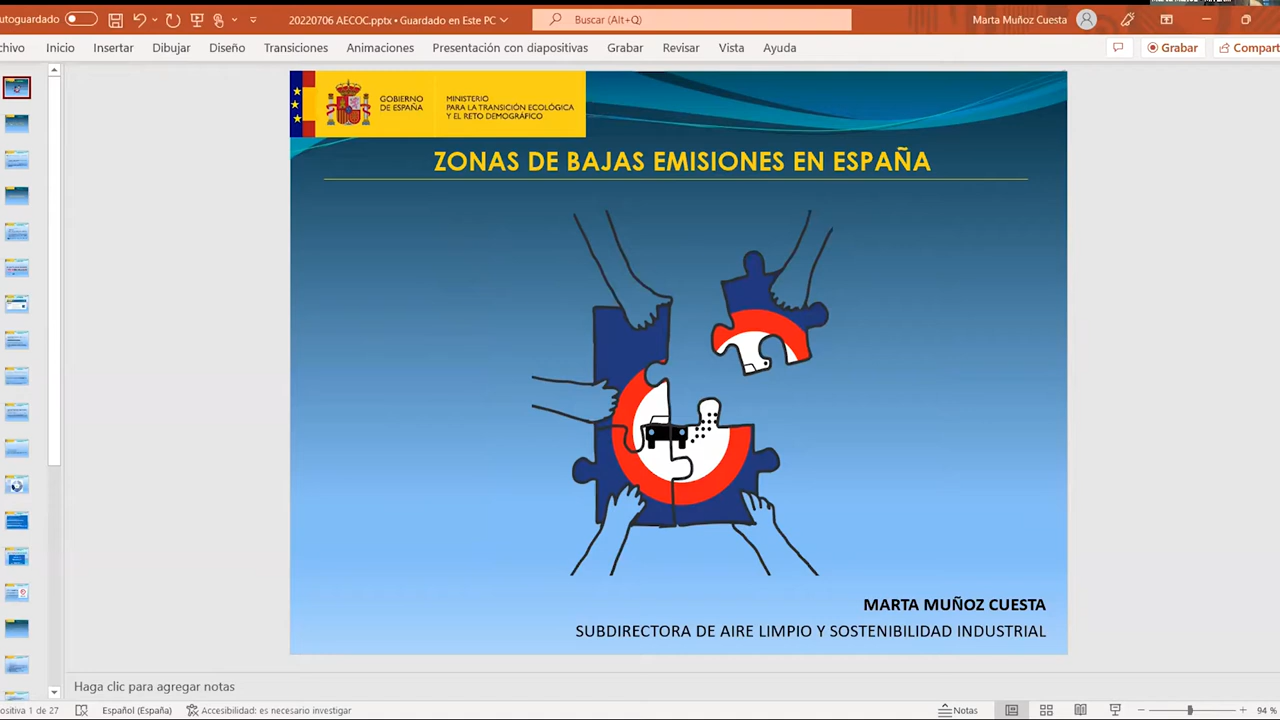 utoguardado
20220706 AECOC.pptx • Guardado en Este PC
Buscar (Alt+Q)
Marta Muñoz Cuesta
chivo
Inicio
Insertar
Dibujar
Diseño
Transiciones
Animaciones
Presentación con diapositivas
Grabar
Revisar
Vista
Ayuda
Grabar
Compart
GOBIERNO
DE ESPAÑA
MINISTERIO
PARA LA TRANSICIÓN ECOLÓGICA
Y EL RETO DEMOGRÁFICO
ZONAS DE BAJAS EMISIONES EN ESPAÑA
MARTA MUÑOZ CUESTA
SUBDIRECTORA DE AIRE LIMPIO Y SOSTENIBILIDAD INDUSTRIAL
Haga clic para agregar notas
ositiva 1 de 27
Español (España)
Accesibilidad: es necesario investigar
Notas
94 %